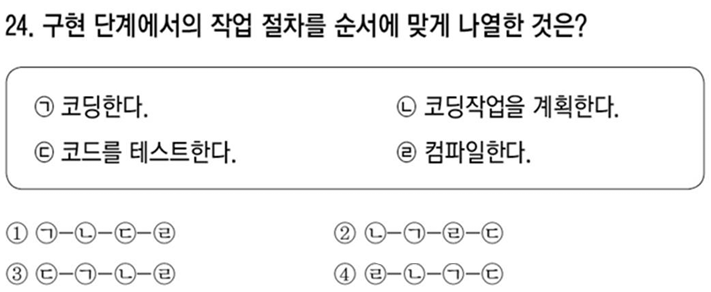 24. 구현 단계에서의 작업 절차를 순서에 맞게 나열한 것은?
㉠ 코딩한다. ㉡ 코딩작업을 계획한다.
㉢ 코드를 테스트한다. ㉣ 컴파일한다.
① ㉠-㉡-㉢-㉣ ② ㉡-㉠-㉣-㉢
③ ㉢-㉠-㉡-㉣ ④ ㉣-㉡-㉠-㉢